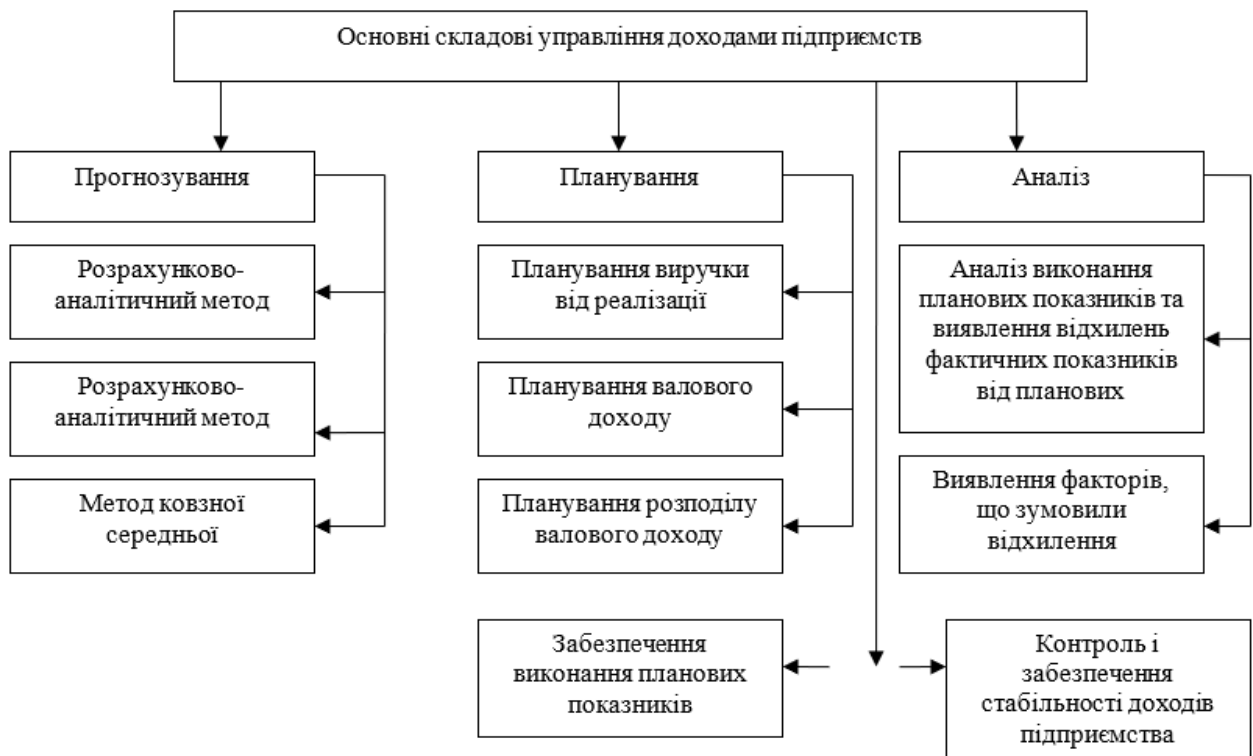 Основні складові управління доходами підприємств
Прогнозування
Розрахунково-
аналітичний метод
Розрахунково-
аналітичний метод
Метод ковзної
середньої
Планування
Планування виручки
від реалізації
Планування валового
доходу
Планування розподілу
валового доходу
Аналіз
Аналіз виконання
планових показників та
виявлення відхилень
фактичних показників
від планових
Виявлення факторів,
що зумовили
відхилення
Забезпечення
виконання планових
показників
Контроль і
забезпечення
стабільності доходів
підприємства